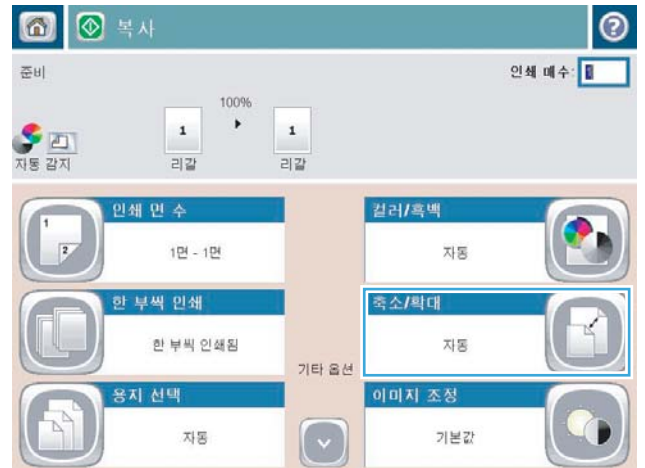 복사
준비
인쇄 매수: 1
100%
1
1
자동 감지
리갈
리갈
인쇄 면 수
1
2
1면 - 1면
컬러/흑백
자동
한 부씩 인쇄
한 부씩 인쇄됨
축소/확대
자동
기타 옵션
용지 선택
자동
이미지 조정
기본값